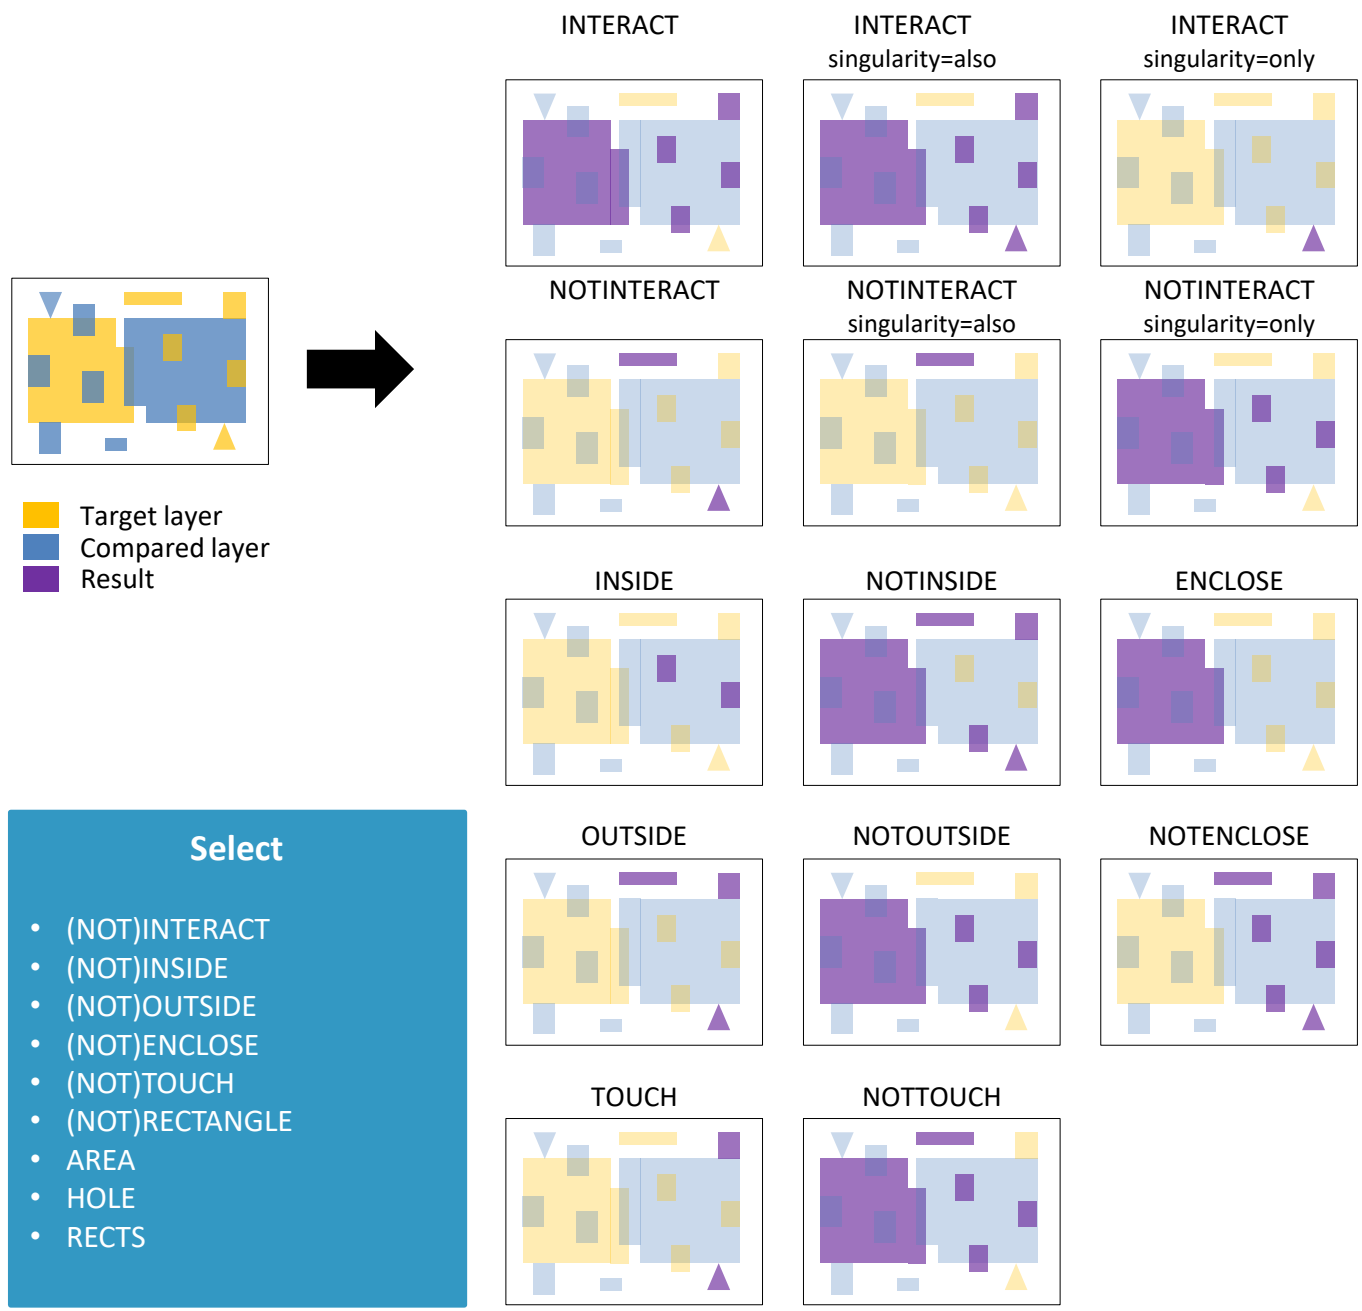 INTERACT
INTERACT
singularity=also
INTERACT
singularity=only
NOTINTERACT
NOTINTERACT
singularity=also
NOTINTERACT
singularity=only
Target layer
Compared layer
Result
INSIDE
NOTINSIDE
ENCLOSE
OUTSIDE
NOTOUTSIDE
NOTENCLOSE
TOUCH
NOTTOUCH
Select
• (NOT)INTERACT
• (NOT)INSIDE
• (NOT)OUTSIDE
• (NOT)ENCLOSE
• (NOT)TOUCH
• (NOT)RECTANGLE
• AREA
• HOLE
• RECTS